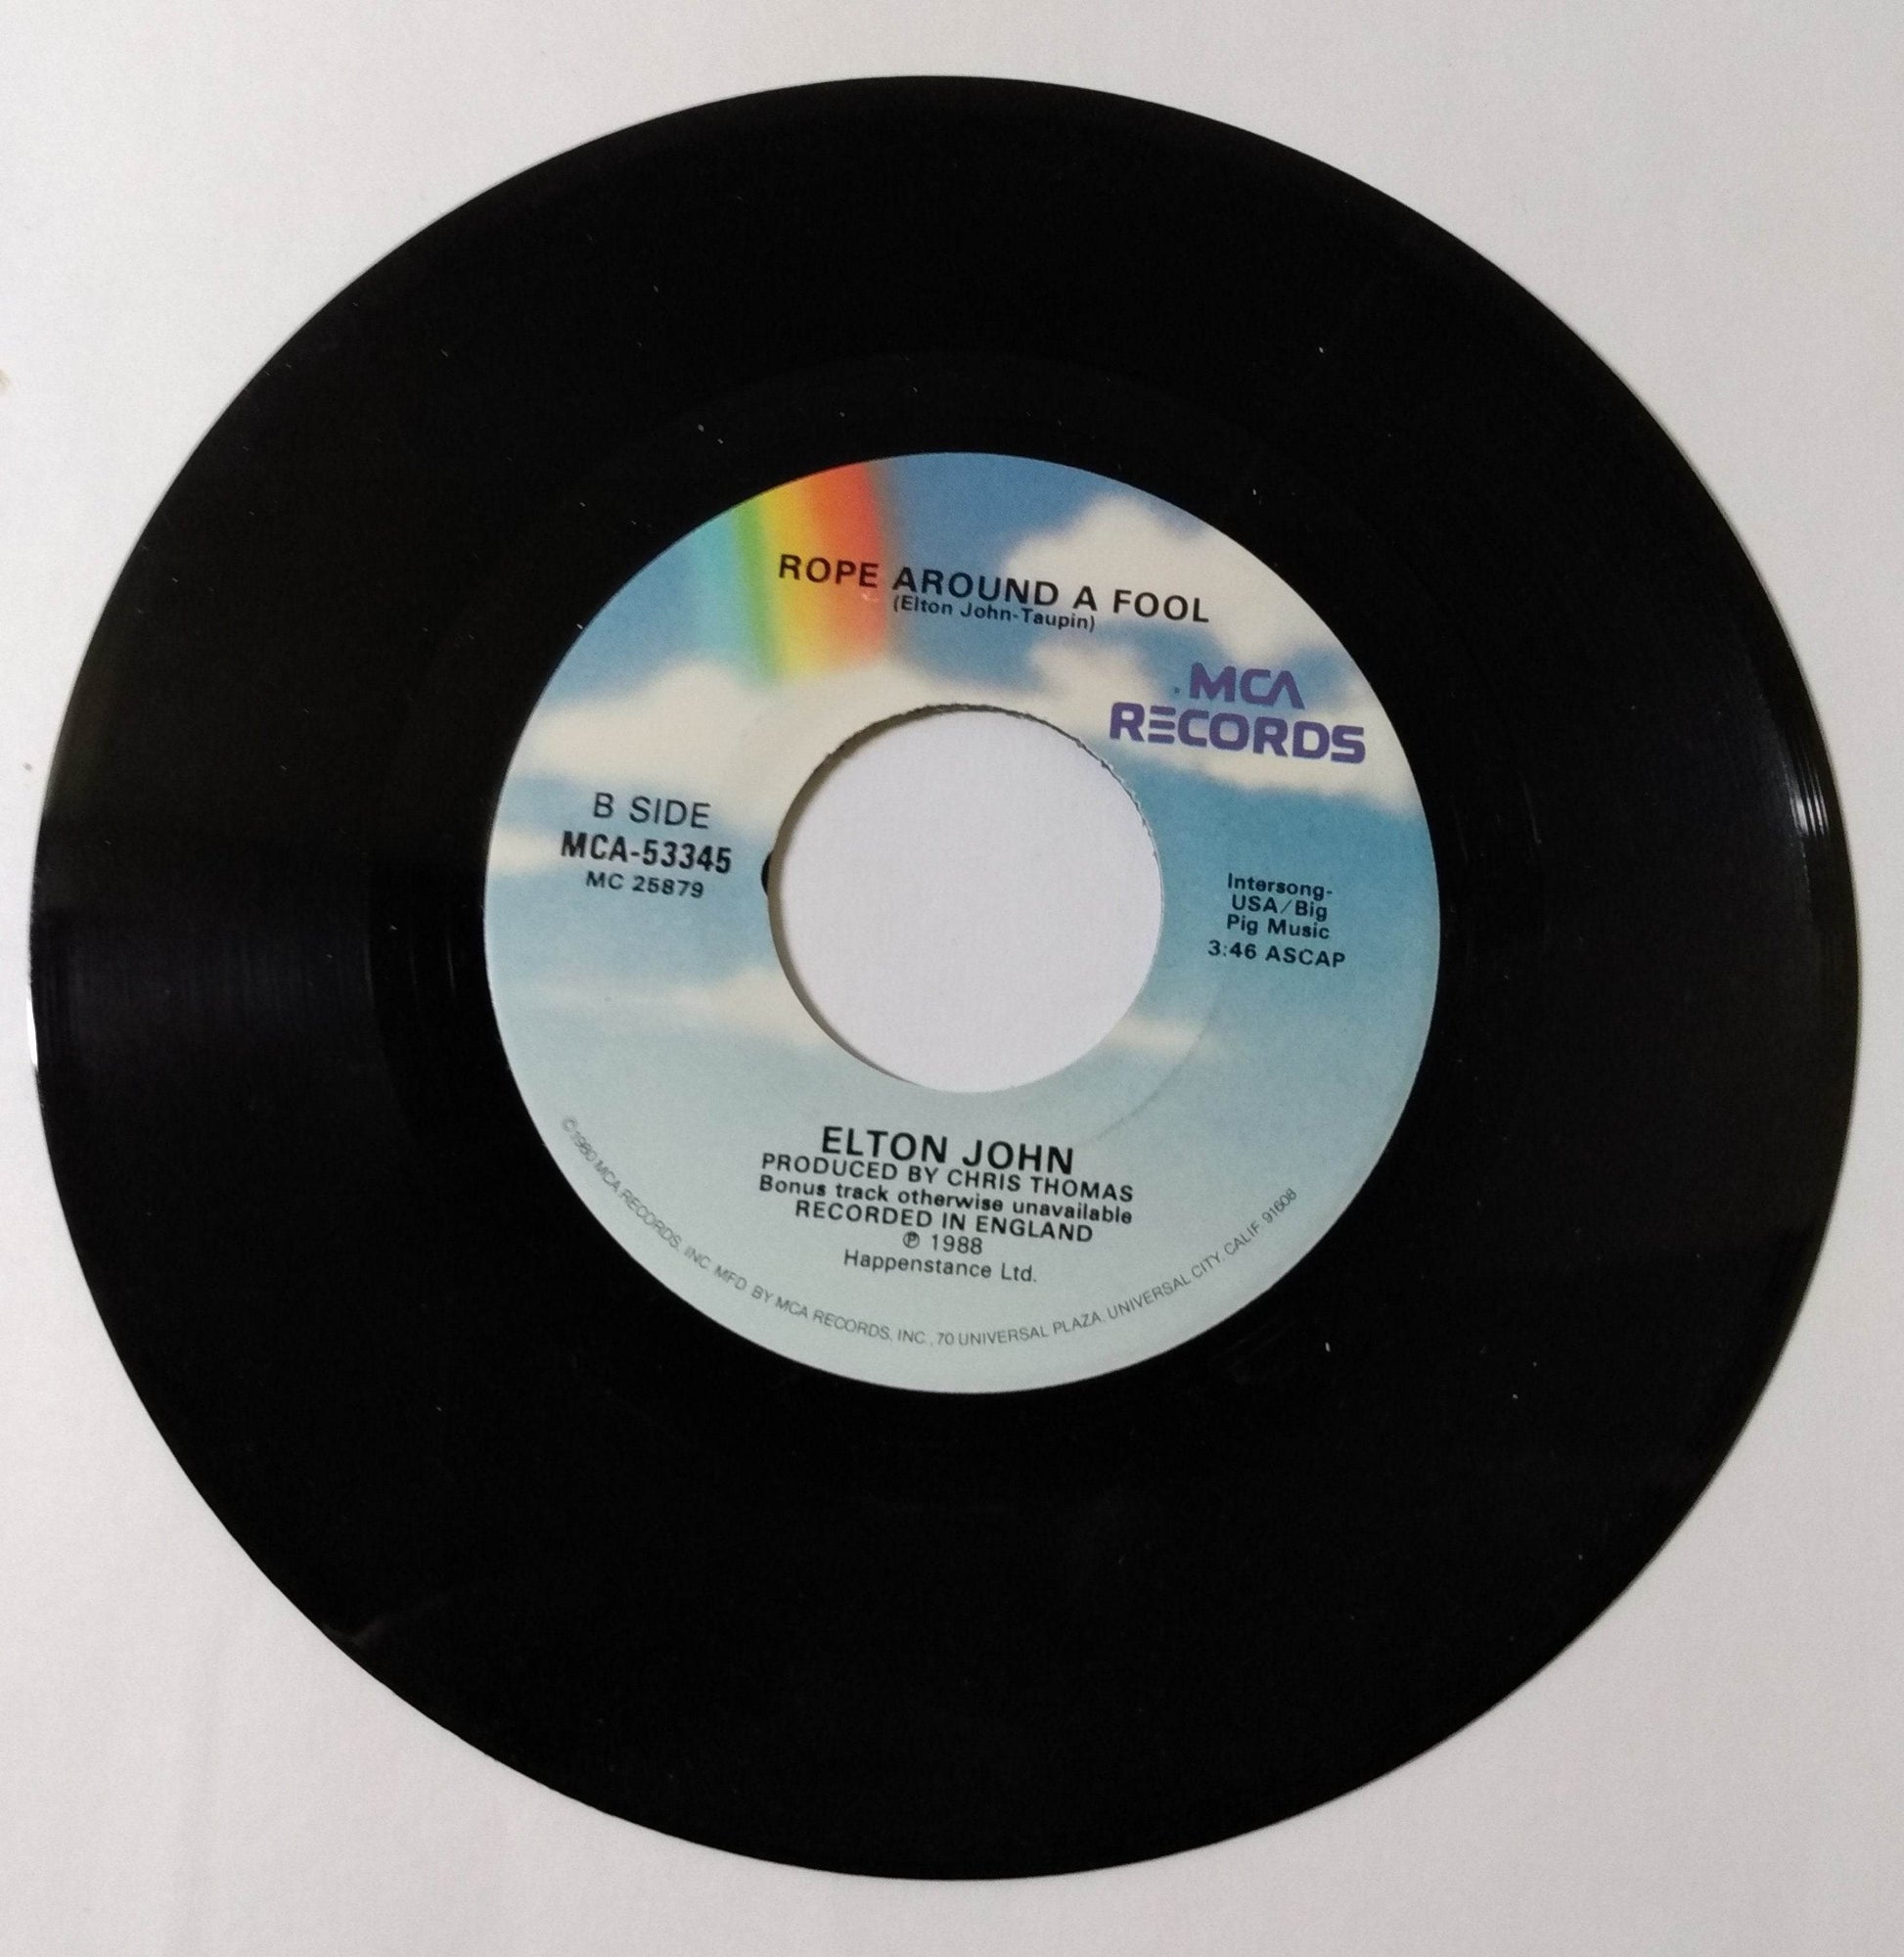 ROPE AROUND A FOOL
(Elton John-Taupin)
MCA
RECORDS
B SIDE
MCA-53345
MC 25879
Intersong-
USA/Big
Pig Music
3:46 ASCAP
ELTON JOHN
PRODUCED BY CHRIS THOMAS
Bonus track otherwise unavailable
RECORDED IN ENGLAND
℗ 1988
Happenstance Ltd.
©1980 MCA RECORDS, INC. MFD. BY MCA RECORDS, INC., 70 UNIVERSAL PLAZA, UNIVERSAL CITY, CALIF. 91608